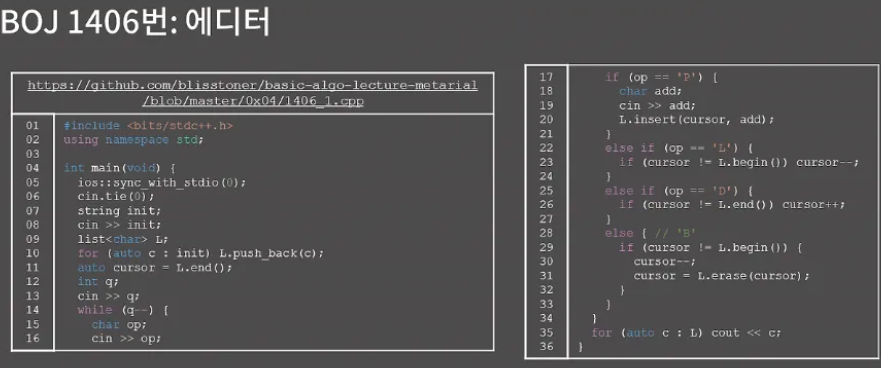 BOJ 1406번: 에디터
https://github.com/blisstoner/basic-algo-lecture-metarial
/blob/master/0x04/1406_1.cpp
01 #include <bits/stdc++.h>
02 using namespace std;
03
04 int main(void) {
05 ios::sync_with_stdio(0);
06 cin.tie(0);
07 string init;
08 cin >> init;
09 list<char> L;
10 for (auto c : init) L.push_back(c);
11 auto cursor = L.end();
12 int q;
13 cin >> q;
14 while (q--) {
15 char op;
16 cin >> op;
17 if (op == 'P') {
18 char add;
19 cin >> add;
20 L.insert(cursor, add);
21 }
22 else if (op == 'L') {
23 if (cursor != L.begin()) cursor--;
24 }
25 else if (op == 'D') {
26 if (cursor != L.end()) cursor++;
27 }
28 else { // 'B'
29 if (cursor != L.begin()) {
30 cursor--;
31 cursor = L.erase(cursor);
32 }
33 }
34 }
35 for (auto c : L) cout << c;
36 }